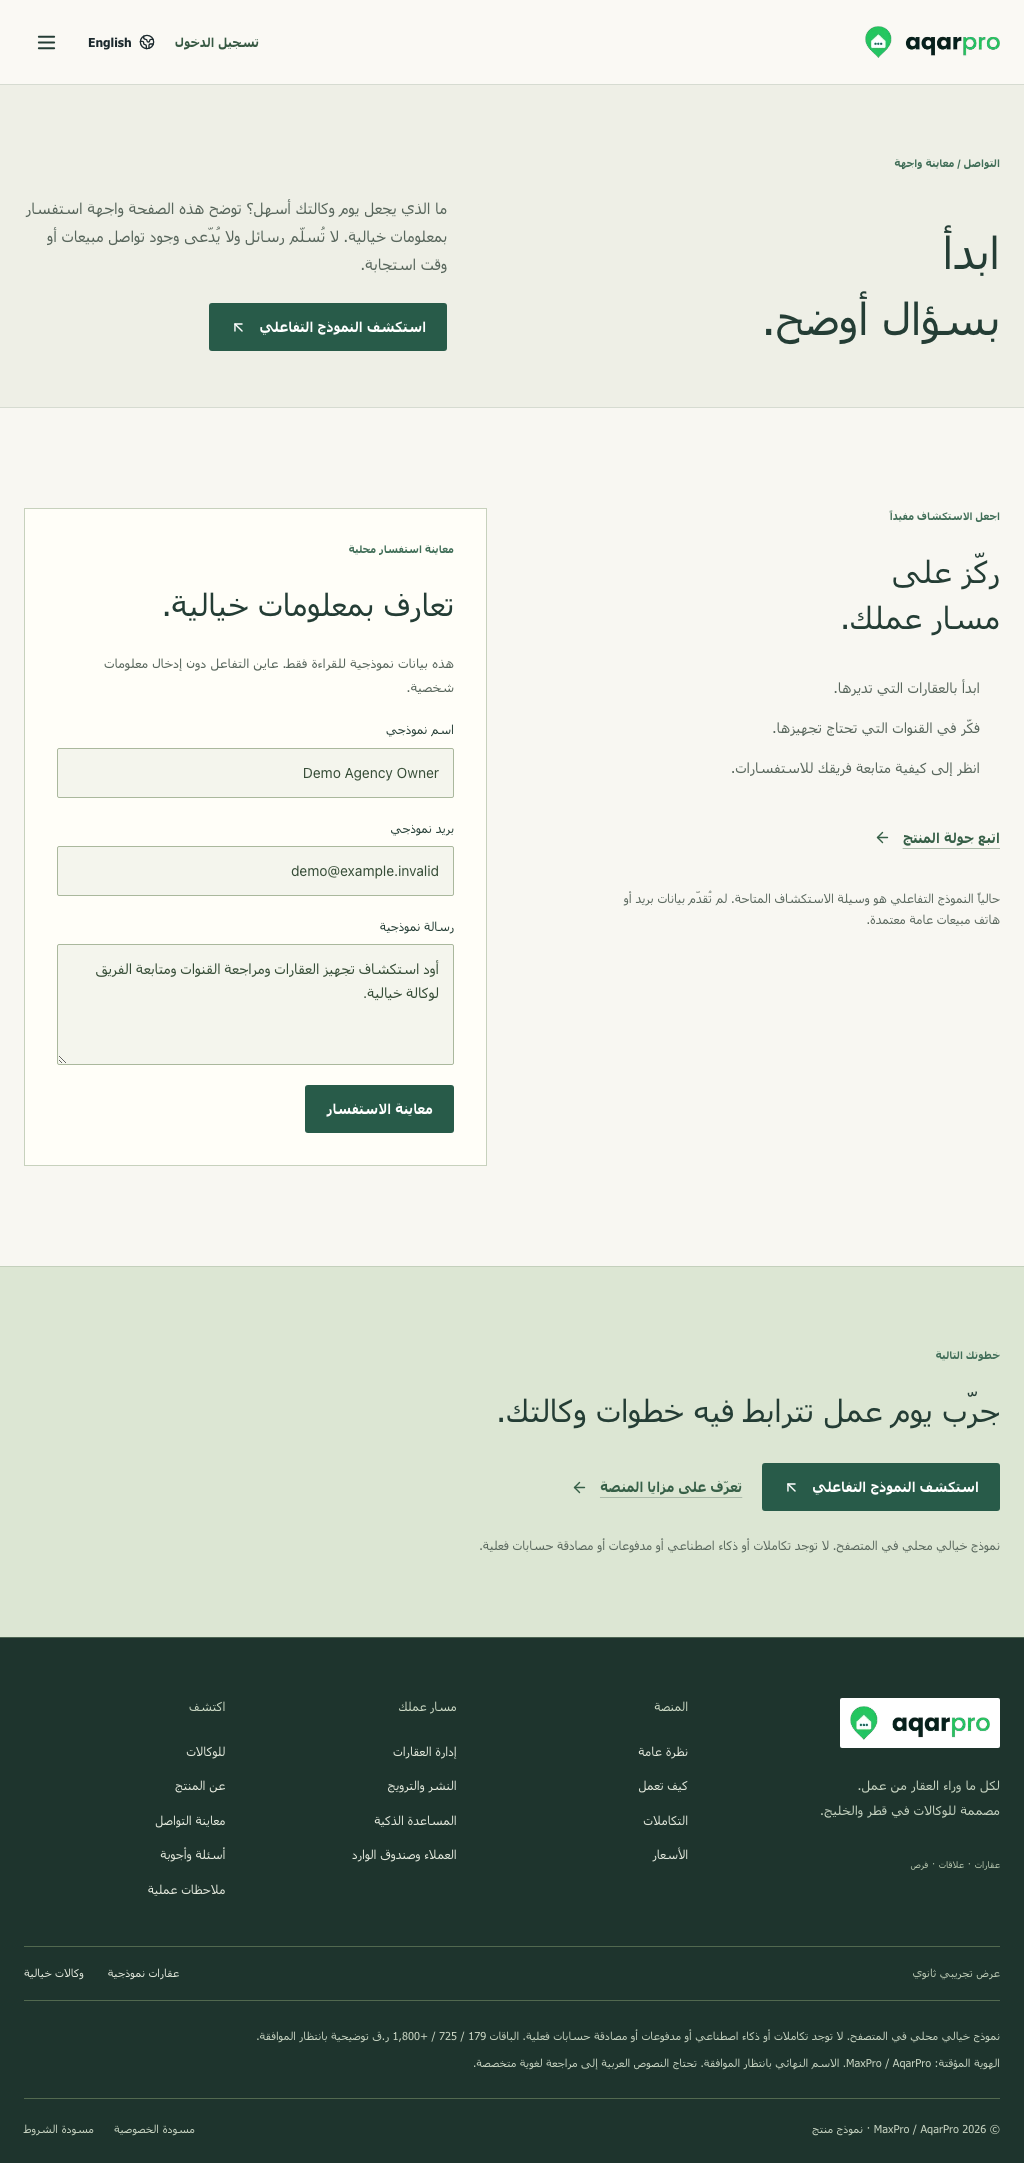 aqarpro
تسجيل الدخول
English
التواصل / معاينة واجهة
ابدأ
بسؤال أوضح.
ما الذي يجعل يوم وكالتك أسهل؟ توضح هذه الصفحة واجهة استفسار
بمعلومات خيالية. لا تُسلّم رسائل ولا يُدّعى وجود تواصل مبيعات أو
وقت استجابة.
استكشف النموذج التفاعلي
اجعل الاستكشاف مفيداً
ركّز على
مسار عملك.
ابدأ بالعقارات التي تديرها.
فكّر في القنوات التي تحتاج تجهيزها.
انظر إلى كيفية متابعة فريقك للاستفسارات.
اتبع جولة المنتج
حالياً النموذج التفاعلي هو وسيلة الاستكشاف المتاحة. لم تُقدّم بيانات بريد أو
هاتف مبيعات عامة معتمدة.
معاينة استفسار محلية
تعارف بمعلومات خيالية.
هذه بيانات نموذجية للقراءة فقط. عاين التفاعل دون إدخال معلومات
شخصية.
اسم نموذجي
Demo Agency Owner
بريد نموذجي
demo@example.invalid
رسالة نموذجية
أود استكشاف تجهيز العقارات ومراجعة القنوات ومتابعة الفريق
لوكالة خيالية.
معاينة الاستفسار
خطوتك التالية
جرّب يوم عمل تترابط فيه خطوات وكالتك.
استكشف النموذج التفاعلي
تعرّف على مزايا المنصة
نموذج خيالي محلي في المتصفح. لا توجد تكاملات أو ذكاء اصطناعي أو مدفوعات أو مصادقة حسابات فعلية.
aqarpro
لكل ما وراء العقار من عمل.
مصممة للوكالات في قطر والخليج.
عقارات · علاقات · فرص
المنصة
نظرة عامة
كيف تعمل
التكاملات
الأسعار
مسار عملك
إدارة العقارات
النشر والترويج
المساعدة الذكية
العملاء وصندوق الوارد
اكتشف
للوكالات
عن المنتج
معاينة التواصل
أسئلة وأجوبة
ملاحظات عملية
عرض تجريبي ثانوي
عقارات نموذجية
وكالات خيالية
نموذج خيالي محلي في المتصفح. لا توجد تكاملات أو ذكاء اصطناعي أو مدفوعات أو مصادقة حسابات فعلية. الباقات 179 / 725 / 1,800+ ر.ق توضيحية بانتظار الموافقة.
الهوية المؤقتة: MaxPro / AqarPro. الاسم النهائي بانتظار الموافقة. تحتاج النصوص العربية إلى مراجعة لغوية متخصصة.
© 2026 MaxPro / AqarPro · نموذج منتج
مسودة الخصوصية
مسودة الشروط